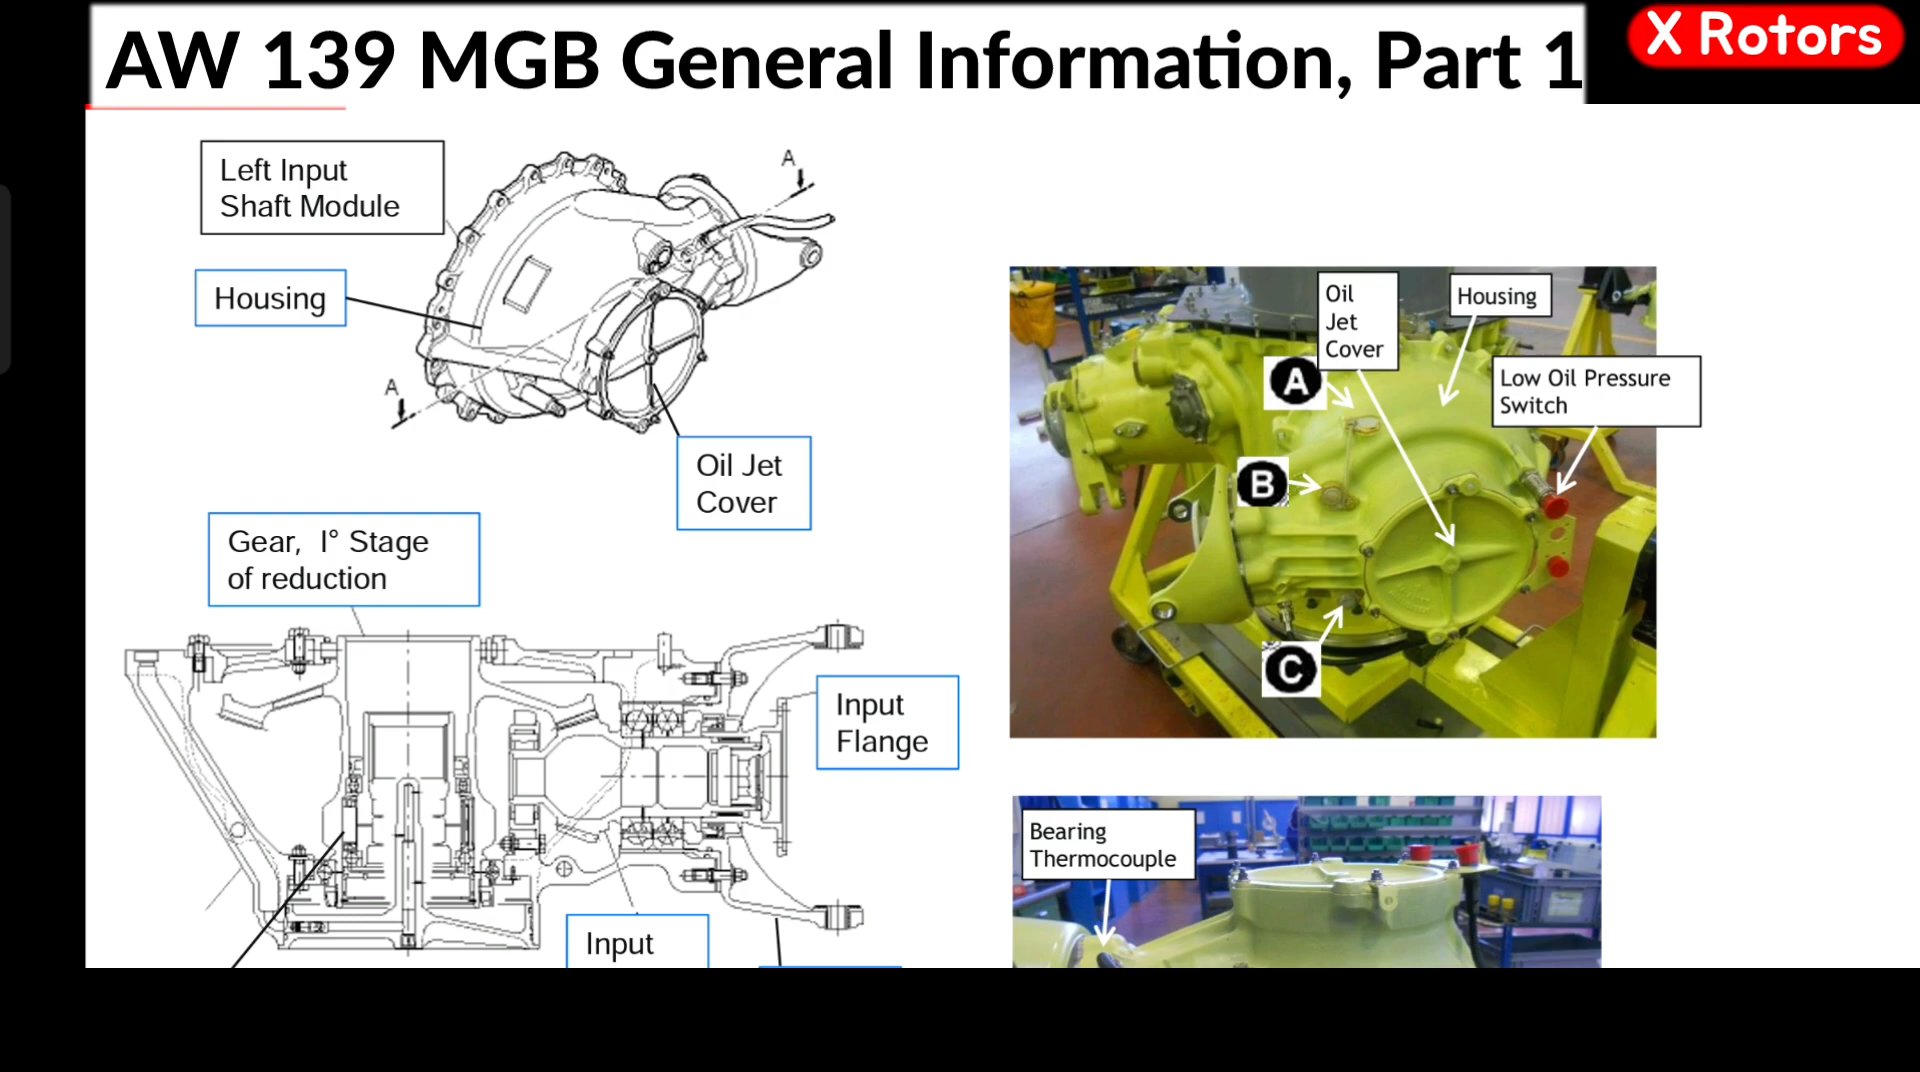 AW 139 MGB General Information, Part 1
X Rotors
Left Input
Shaft Module
Housing
A
A
Oil Jet
Cover
Gear, I° Stage
of reduction
Input
Flange
Input
Oil
Jet
Cover
Housing
Low Oil Pressure
Switch
A
B
C
Bearing
Thermocouple